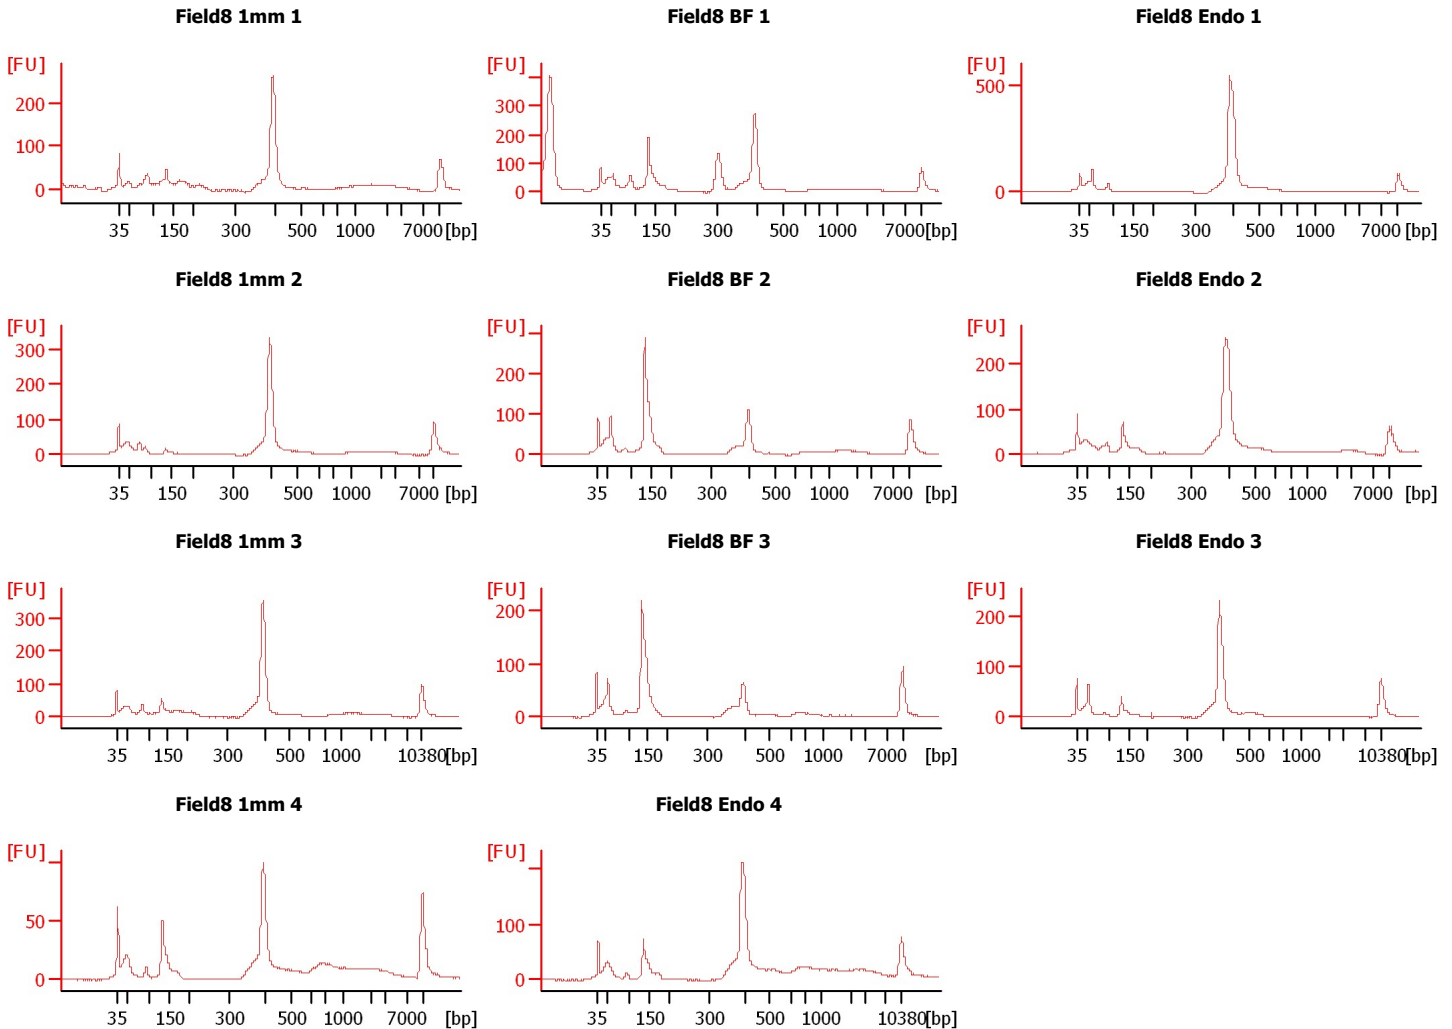 Field8 1mm 1
[FU]
200
100
0
35 150 300 500 1000 7000 [bp]
Field8 BF 1
[FU]
300
200
100
0
35 150 300 500 1000 7000 [bp]
Field8 Endo 1
[FU]
500
0
35 150 300 500 1000 7000 [bp]
Field8 1mm 2
[FU]
300
200
100
0
35 150 300 500 1000 7000 [bp]
Field8 BF 2
[FU]
200
100
0
35 150 300 500 1000 7000 [bp]
Field8 Endo 2
[FU]
200
100
0
35 150 300 500 1000 7000 [bp]
Field8 1mm 3
[FU]
300
200
100
0
35 150 300 500 1000 10380 [bp]
Field8 BF 3
[FU]
200
100
0
35 150 300 500 1000 7000 [bp]
Field8 Endo 3
[FU]
200
100
0
35 150 300 500 1000 10380 [bp]
Field8 1mm 4
[FU]
50
0
35 150 300 500 1000 7000 [bp]
Field8 Endo 4
[FU]
100
0
35 150 300 500 1000 10380 [bp]